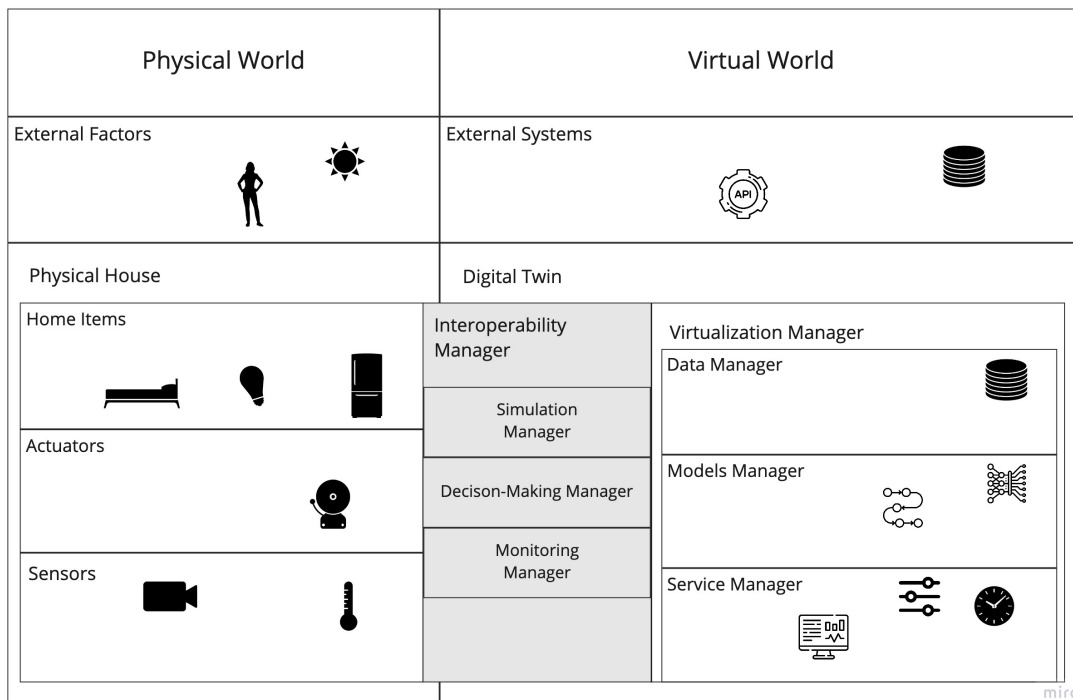 Physical World
Virtual World
External Factors
External Systems
API
Physical House
Digital Twin
Home Items
Interoperability
Manager
Virtualization Manager
Data Manager
Simulation
Manager
Actuators
Models Manager
Decison-Making Manager
Monitoring
Manager
Sensors
Service Manager